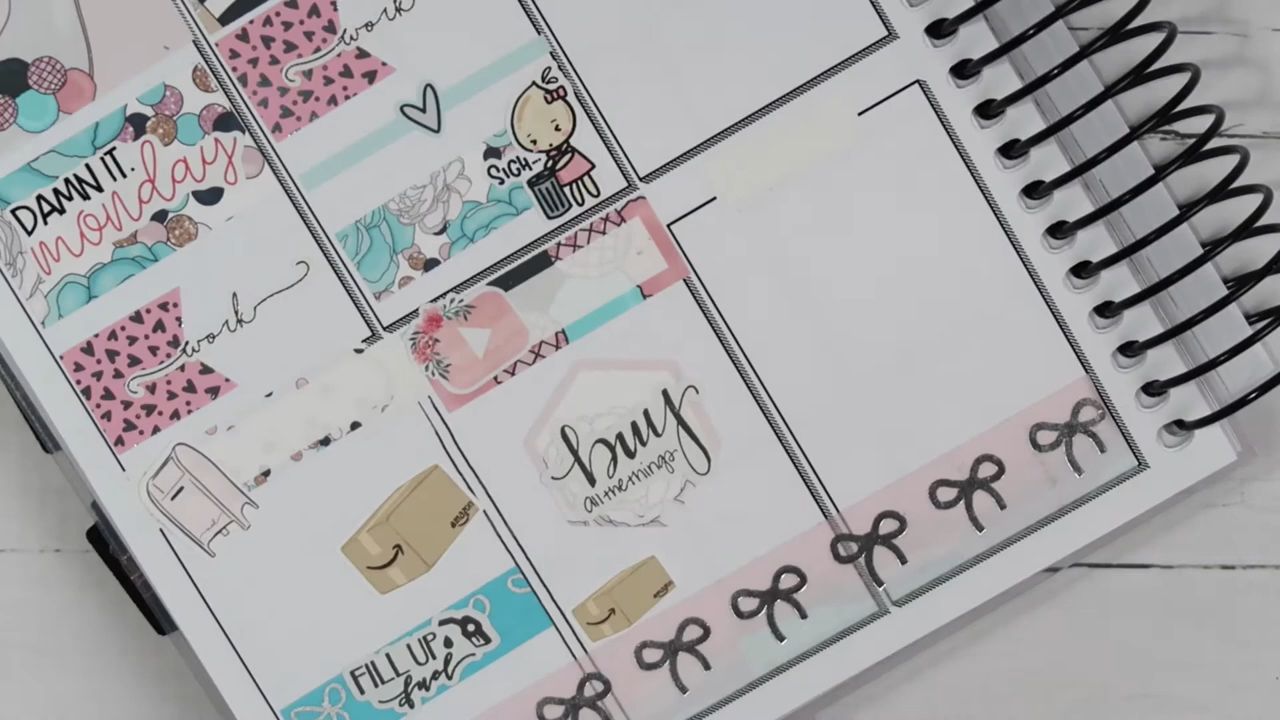 work
DAMN IT.
monday
SIGH~
work
buy
all the things
amazon
amazon
FILL UP
fuel